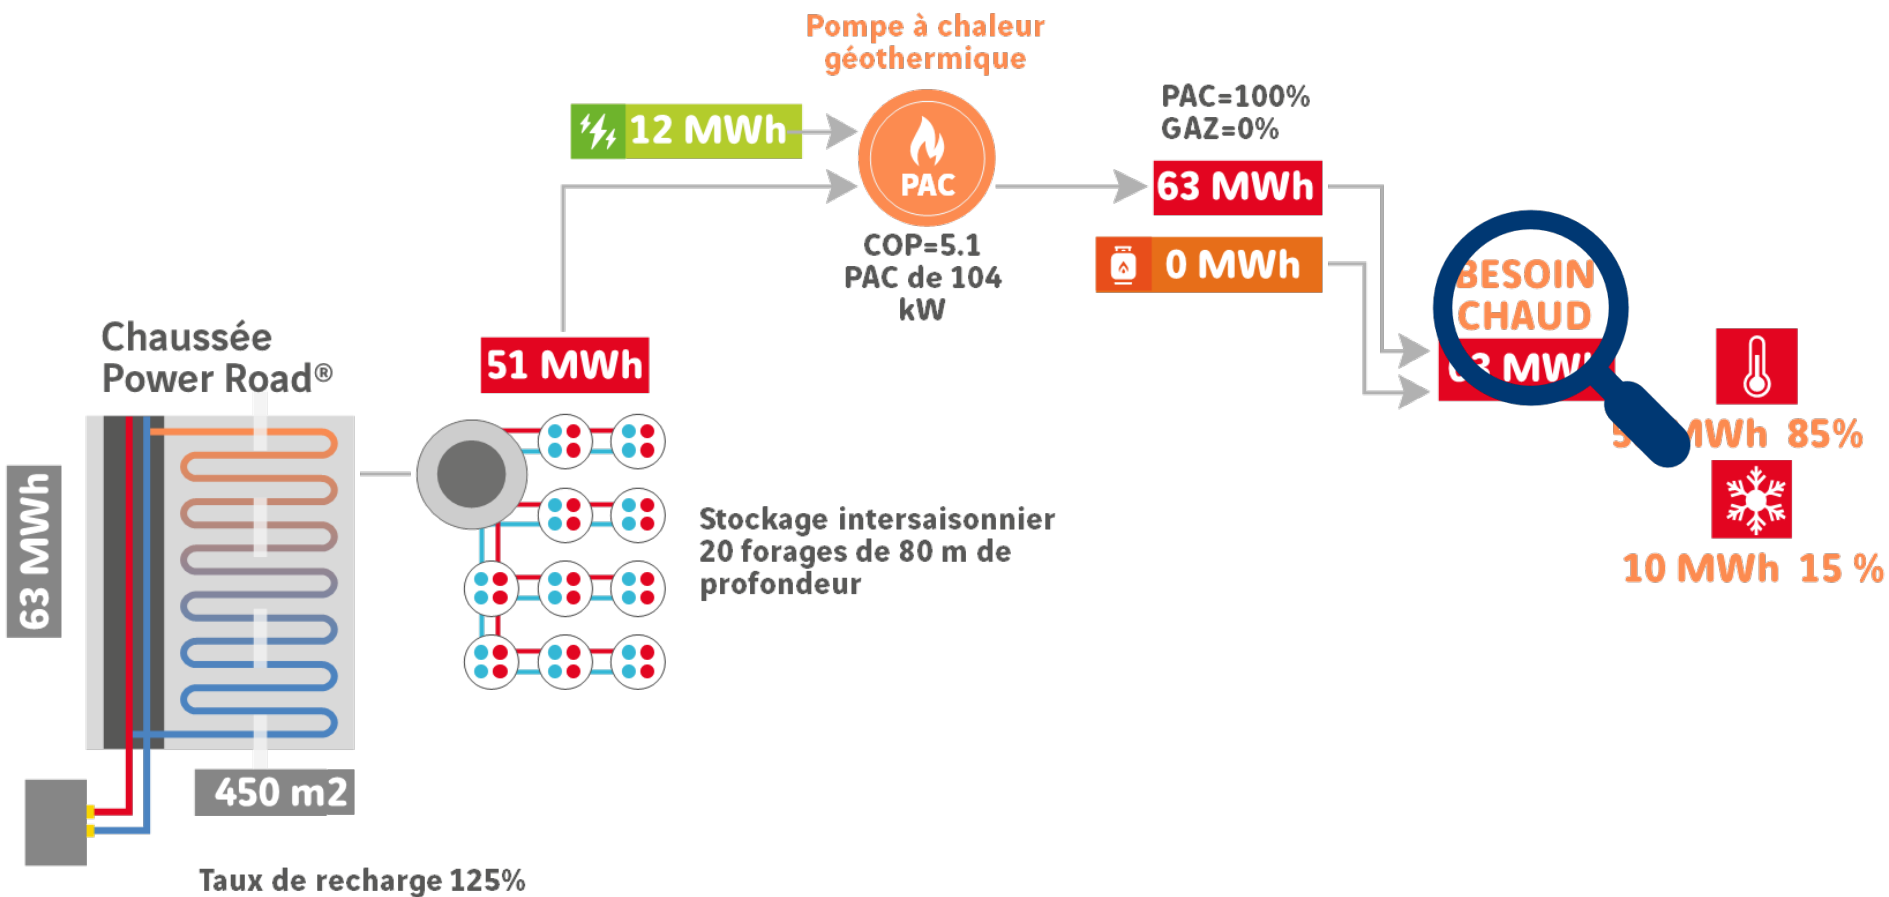 Pompe à chaleur
géothermique
12 MWh
PAC
COP=5.1
PAC de 104
kW
PAC=100%
GAZ=0%
63 MWh
0 MWh
BESOIN
CHAUD
MWh 85%
10 MWh 15 %
51 MWh
Chaussée
Power Road®
63 MWh
450 m2
Stockage intersaisonnier
20 forages de 80 m de
profondeur
Taux de recharge 125%